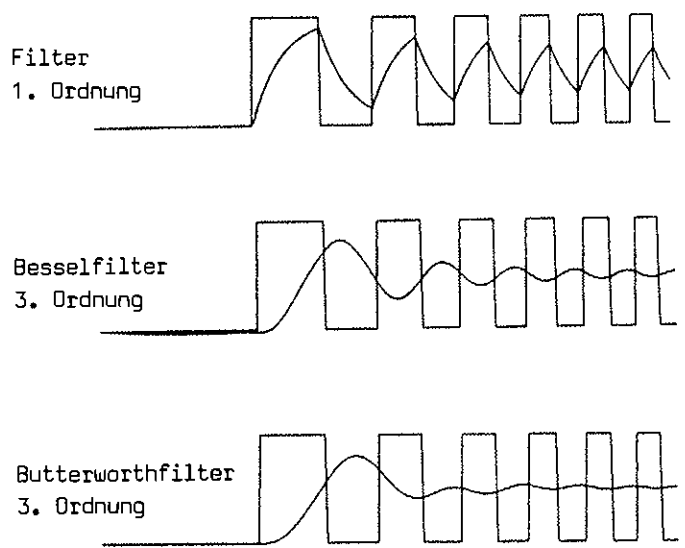 Filter
1. Ordnung
Besselfilter
3. Ordnung
Butterworthfilter
3. Ordnung